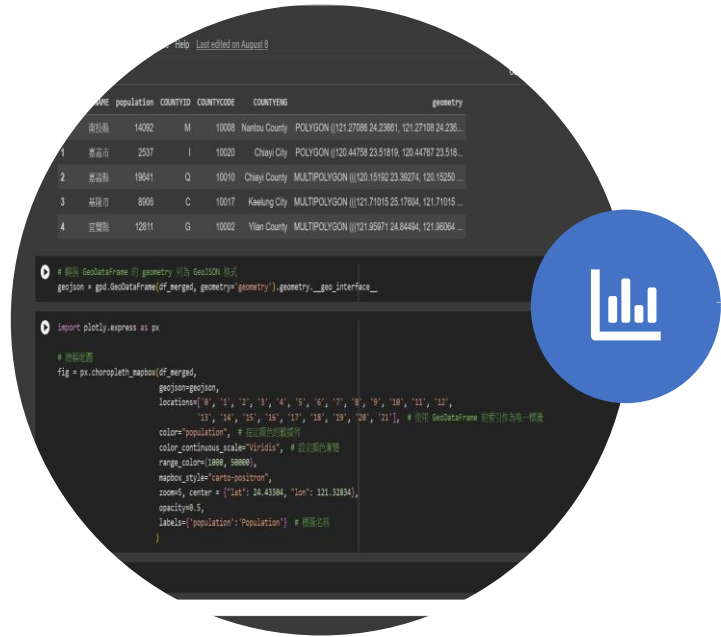 Help Last edited on August 8
NAME population COUNTYID COUNTYCODE COUNTYENG geometry
南投縣 14092 M 10008 Nantou County POLYGON ((121.27086 24.23661, 121.27108 24.236...
1 嘉義市 2537 I 10020 Chiayi City POLYGON ((120.44758 23.51819, 120.44787 23.518...
2 嘉義縣 19641 Q 10010 Chiayi County MULTIPOLYGON (((120.15192 23.39274, 120.15250 ...
3 基隆市 8906 C 10017 Keelung City MULTIPOLYGON (((121.71015 25.17604, 121.71015 ...
4 宜蘭縣 12811 G 10002 Yilan County MULTIPOLYGON (((121.95971 24.84494, 121.96064 ...
# 轉換 GeoDataFrame 的 geometry 列為 GeoJSON 格式
geojson = gpd.GeoDataFrame(df_merged, geometry='geometry').geometry.__geo_interface__
import plotly.express as px
# 繪製地圖
fig = px.choropleth_mapbox(df_merged,
geojson=geojson,
locations=['0', '1', '2', '3', '4', '5', '6', '7', '8', '9', '10', '11', '12',
'13', '14', '15', '16', '17', '18', '19', '20', '21'], # 使用 GeoDataFrame 的索引作為唯一標識
color="population", # 指定顏色的數據列
color_continuous_scale="Viridis", # 設定顏色漸變
range_color=(1000, 50000),
mapbox_style="carto-positron",
zoom=5, center = {"lat": 24.43304, "lon": 121.32834},
opacity=0.5,
labels={'population':'Population'} # 標籤名稱
)